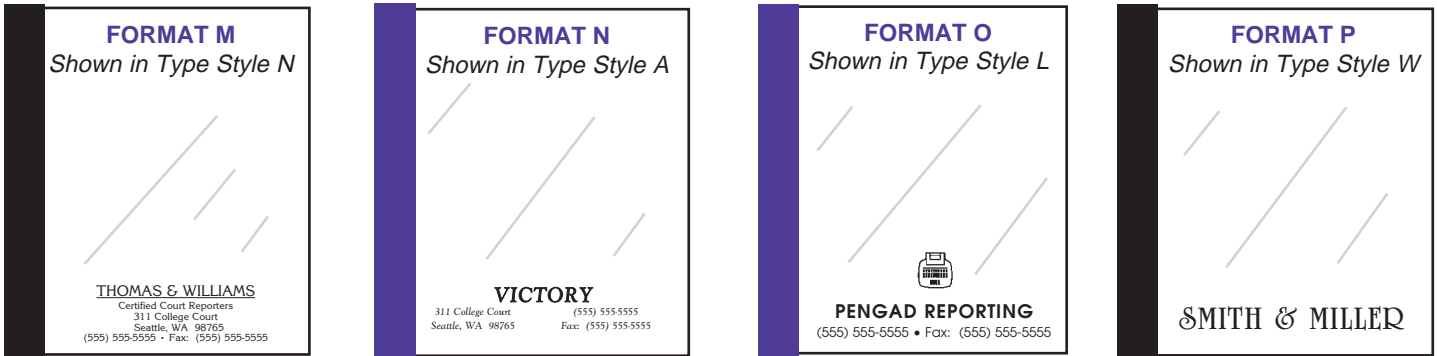 FORMAT M
Shown in Type Style N
THOMAS & WILLIAMS
Certified Court Reporters
311 College Court
Seattle, WA  98765
(555) 555-5555 • Fax:  (555) 555-5555
FORMAT N
Shown in Type Style A
VICTORY
311 College Court (555) 555-5555
Seattle, WA  98765 Fax:  (555) 555-5555
FORMAT O
Shown in Type Style L
PENGAD REPORTING
(555) 555-5555 • Fax:  (555) 555-5555
FORMAT P
Shown in Type Style W
SMITH & MILLER